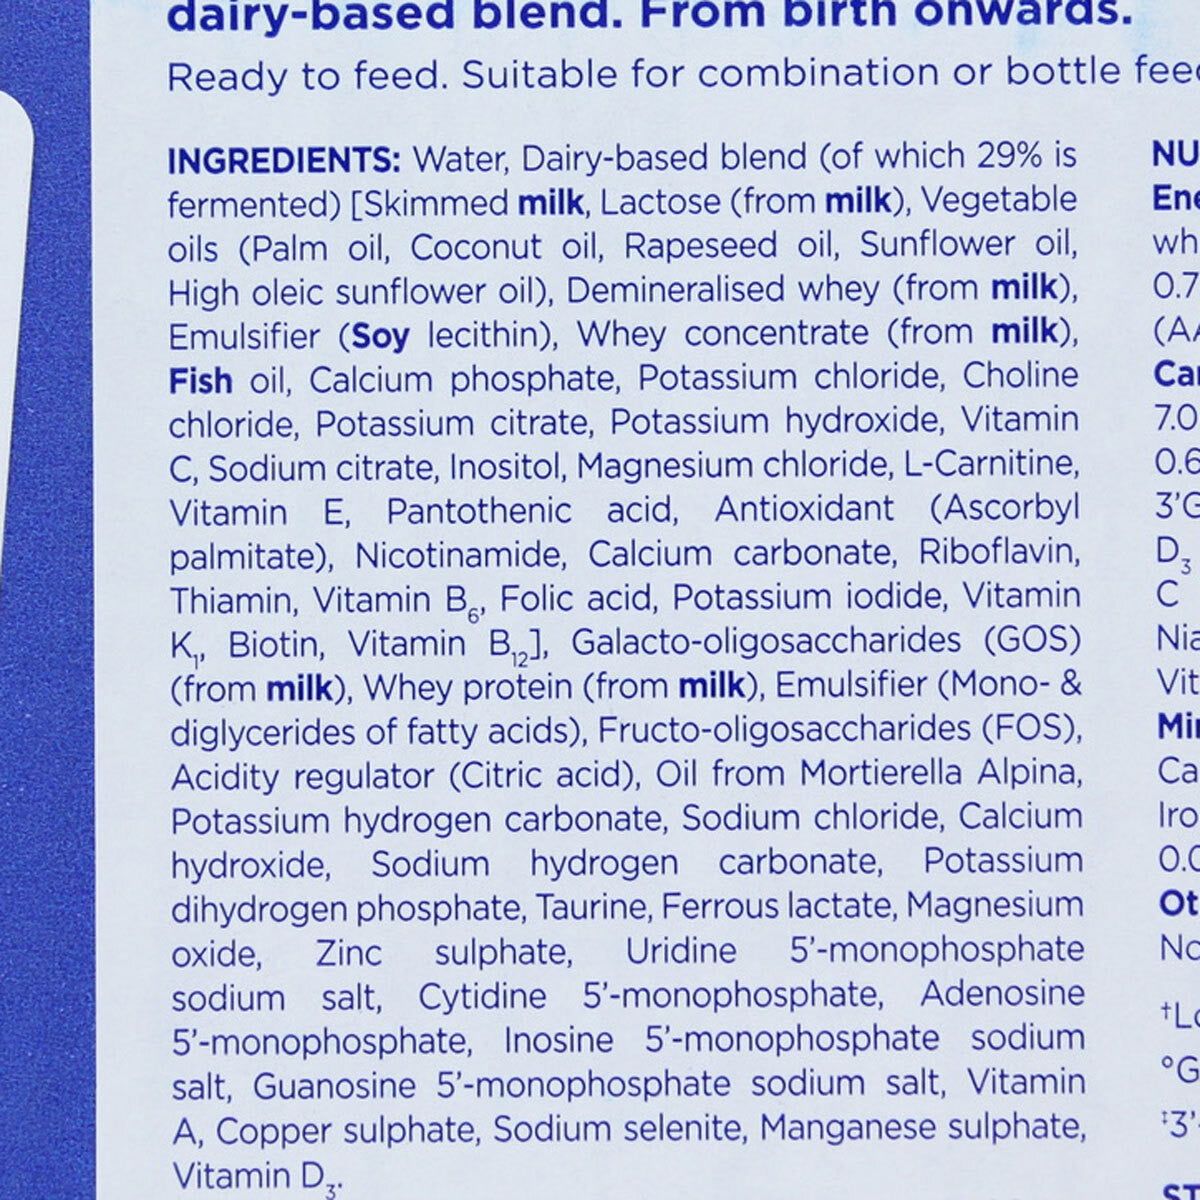 dairy-based blend. From birth onwards.
Ready to feed. Suitable for combination or bottle
INGREDIENTS: Water, Dairy-based blend (of which 29% is
fermented) [Skimmed milk, Lactose (from milk), Vegetable
oils (Palm oil, Coconut oil, Rapeseed oil, Sunflower oil,
High oleic sunflower oil), Demineralised whey (from milk),
Emulsifier (Soy lecithin), Whey concentrate (from milk),
Fish oil, Calcium phosphate, Potassium chloride, Choline
chloride, Potassium citrate, Potassium hydroxide, Vitamin
C, Sodium citrate, Inositol, Magnesium chloride, L-Carnitine,
Vitamin E, Pantothenic acid, Antioxidant (Ascorbyl
palmitate), Nicotinamide, Calcium carbonate, Riboflavin,
Thiamin, Vitamin B₆, Folic acid, Potassium iodide, Vitamin
K₁, Biotin, Vitamin B₁₂], Galacto-oligosaccharides (GOS)
(from milk), Whey protein (from milk), Emulsifier (Mono- &
diglycerides of fatty acids), Fructo-oligosaccharides (FOS),
Acidity regulator (Citric acid), Oil from Mortierella Alpina,
Potassium hydrogen carbonate, Sodium chloride, Calcium
hydroxide, Sodium hydrogen carbonate, Potassium
dihydrogen phosphate, Taurine, Ferrous lactate, Magnesium
oxide, Zinc sulphate, Uridine 5'-monophosphate
sodium salt, Cytidine 5'-monophosphate, Adenosine
5'-monophosphate, Inosine 5'-monophosphate sodium
salt, Guanosine 5'-monophosphate sodium salt, Vitamin
A, Copper sulphate, Sodium selenite, Manganese sulphate,
Vitamin D₃.
7.0
D₃
C